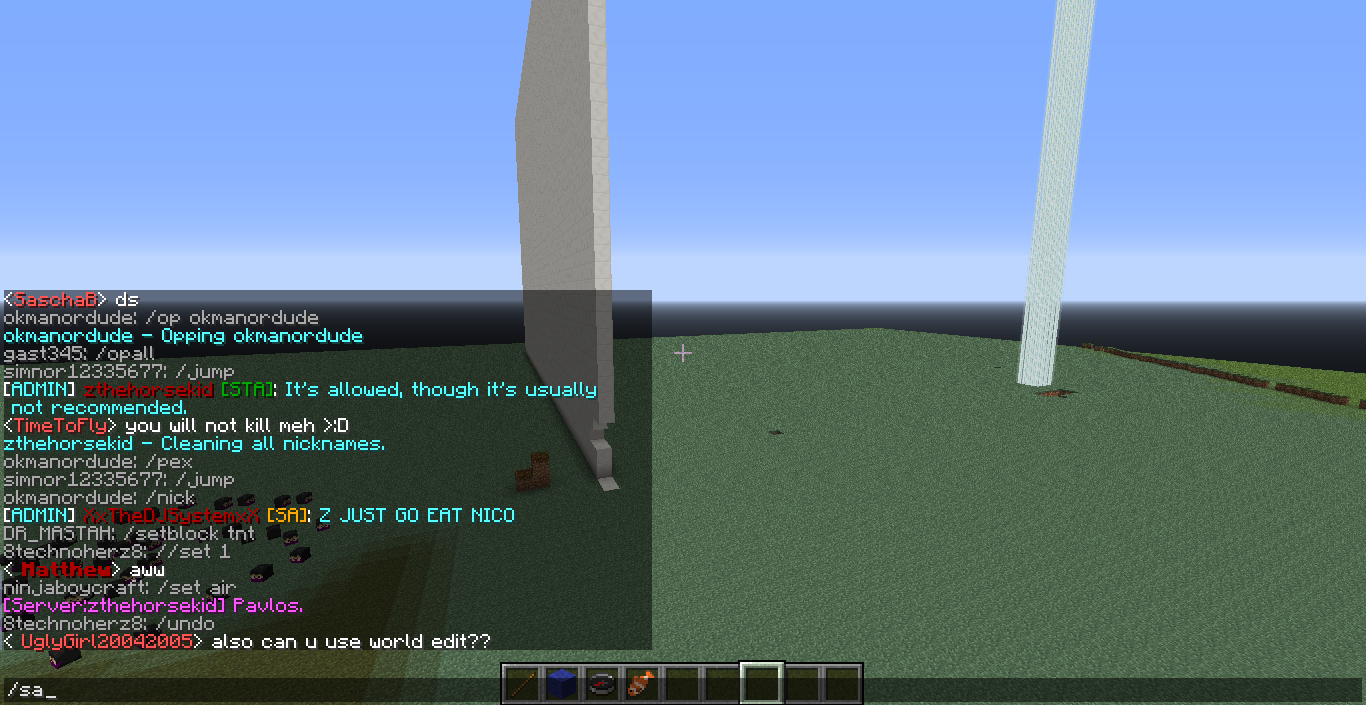 <SaschaB> ds
okmanordude: /op okmanordude
okmanordude - Opping okmanordude
gast345: /opall
simnor12335677: /jump
[ADMIN] zthehorsekid [STA]: It's allowed, though it's usually
not recommended.
<TimeToFly> you will not kill meh >:D
zthehorsekid - Cleaning all nicknames.
okmanordude: /pex
simnor12335677: /jump
okmanordude: /nick
[ADMIN] XxTheDJSystemxX [SA]: Z JUST GO EAT NICO
DR_MASTAH: /setblock tnt
8technoherz8: //set 1
< Matthew> aww
ninjaboycraft: /set air
[Server:zthehorsekid] Pavlos.
8technoherz8: /undo
< UglyGirl20042005> also can u use world edit??
/sa_